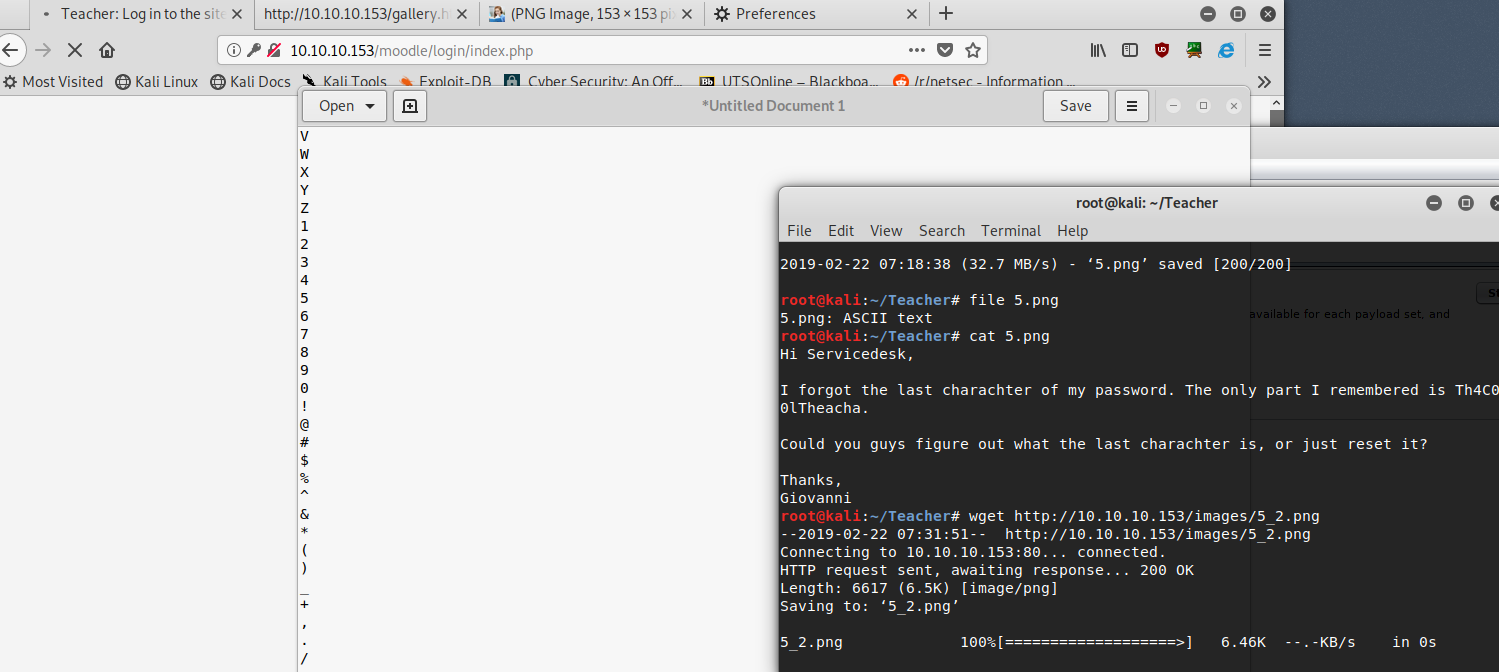 Teacher: Log in to the site
http://10.10.10.153/gallery.h
(PNG Image, 153 × 153 pi
Preferences
10.10.10.153/moodle/login/index.php
Most Visited
Kali Linux
Kali Docs
Kali Tools
Exploit-DB
Cyber Security: An Off...
Bb UTSOnline – Blackboa...
/r/netsec - Information ...
Open
*Untitled Document 1
Save
V
W
X
Y
Z
1
2
3
4
5
6
7
8
9
0
!
@
#
$
%
^
&
*
(
)
_
+
,
.
/
root@kali: ~/Teacher
File Edit View Search Terminal Help
2019-02-22 07:18:38 (32.7 MB/s) - ‘5.png’ saved [200/200]
root@kali:~/Teacher# file 5.png
5.png: ASCII text
root@kali:~/Teacher# cat 5.png
Hi Servicedesk,
I forgot the last charachter of my password. The only part I remembered is Th4C0
0lTheacha.
Could you guys figure out what the last charachter is, or just reset it?
Thanks,
Giovanni
root@kali:~/Teacher# wget http://10.10.10.153/images/5_2.png
--2019-02-22 07:31:51-- http://10.10.10.153/images/5_2.png
Connecting to 10.10.10.153:80... connected.
HTTP request sent, awaiting response... 200 OK
Length: 6617 (6.5K) [image/png]
Saving to: ‘5_2.png’
5_2.png 100%[===================>] 6.46K --.-KB/s in 0s
available for each payload set, and